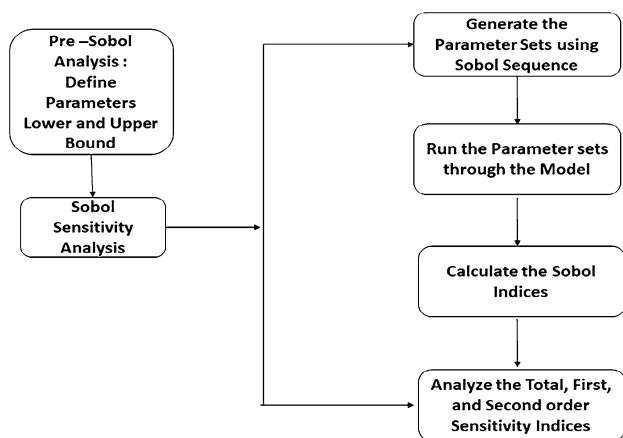 Pre –Sobol
Analysis :
Define
Parameters
Lower and Upper
Bound
Sobol
Sensitivity
Analysis
Generate the
Parameter Sets using
Sobol Sequence
Run the Parameter sets
through the Model
Calculate the Sobol
Indices
Analyze the Total, First,
and Second order
Sensitivity Indices